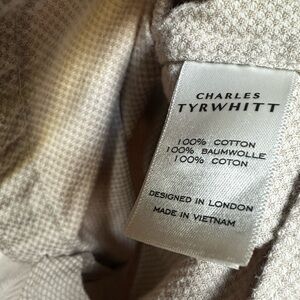 CHARLES
TYRWHITT
100% COTTON
100% BAUMWOLLE
100% COTON
DESIGNED IN LONDON
MADE IN VIETNAM